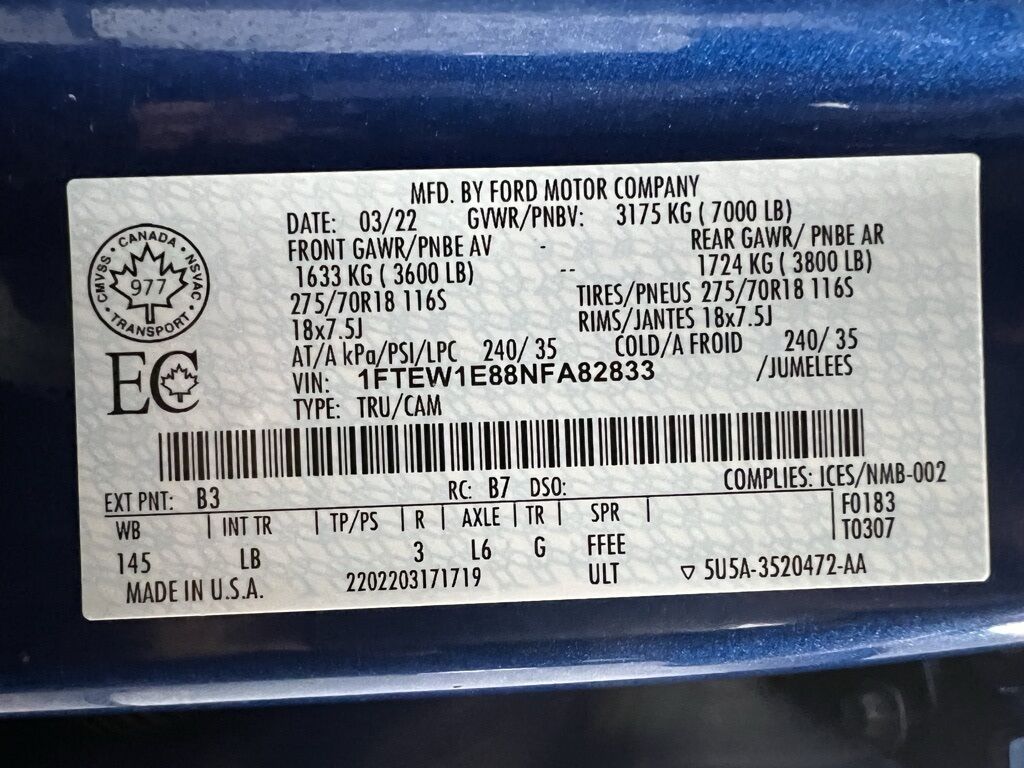 MFD. BY FORD MOTOR COMPANY
DATE: 03/22 GVWR/PNBV: 3175 KG ( 7000 LB)
FRONT GAWR/PNBE AV - REAR GAWR/ PNBE AR
1633 KG ( 3600 LB) -- 1724 KG ( 3800 LB)
275/70R18 116S TIRES/PNEUS 275/70R18 116S
18x7.5J RIMS/JANTES 18x7.5J
AT/A kPa/PSI/LPC 240/ 35 COLD/A FROID 240/ 35
VIN: 1FTEW1E88NFA82833 /JUMELEES
TYPE: TRU/CAM
CANADA
CMVSS 977 NSVAC
TRANSPORT
EC
COMPLIES: ICES/NMB-002
EXT PNT: B3 RC: B7 DSO: F0183
WB | INT TR | TP/PS | R | AXLE | TR | SPR | T0307
145 LB 3 L6 G FFEE
MADE IN U.S.A. 2202203171719 ULT ▽ 5U5A-3520472-AA